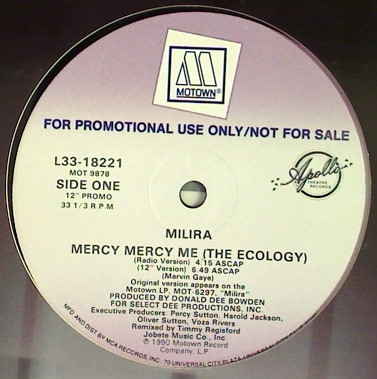 MOTOWN®
FOR PROMOTIONAL USE ONLY/NOT FOR SALE
L33-18221
MOT 9878
SIDE ONE
12" PROMO
33 1/3 RPM
Apollo
THEATRE
RECORDS
MILIRA
MERCY MERCY ME (THE ECOLOGY)
(Radio Version) 4:15 ASCAP
(12" Version) 6:49 ASCAP
(Marvin Gaye)
Original version appears on the
Motown LP, MOT-6297, "Milira"
PRODUCED BY DONALD DEE BOWDEN
FOR SELECT DEE PRODUCTIONS, INC.
Executive Producers: Percy Sutton, Harold Jackson,
Oliver Sutton, Voza Rivers
Remixed by Timmy Regisford
Jobete Music Co., Inc
℗ 1990 Motown Record
Company, L.P.
MFG AND DIST BY MCA RECORDS, INC., 70 UNIVERSAL CITY PLAZA, UNIVERSAL